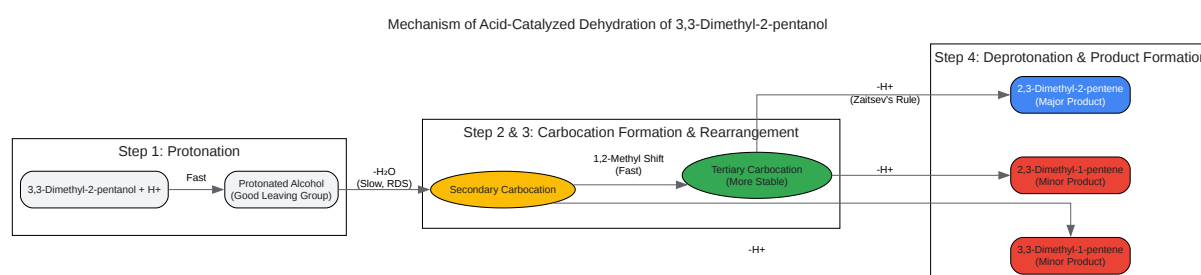 Mechanism of Acid-Catalyzed Dehydration of 3,3-Dimethyl-2-pentanol
Step 1: Protonation
3,3-Dimethyl-2-pentanol + H+
Fast
Protonated Alcohol
(Good Leaving Group)
-H₂O
(Slow, RDS)
Step 2 & 3: Carbocation Formation & Rearrangement
Secondary Carbocation
1,2-Methyl Shift
(Fast)
Tertiary Carbocation
(More Stable)
-H+
(Zaitsev's Rule)
-H+
-H+
Step 4: Deprotonation & Product Formation
2,3-Dimethyl-2-pentene
(Major Product)
2,3-Dimethyl-1-pentene
(Minor Product)
3,3-Dimethyl-1-pentene
(Minor Product)